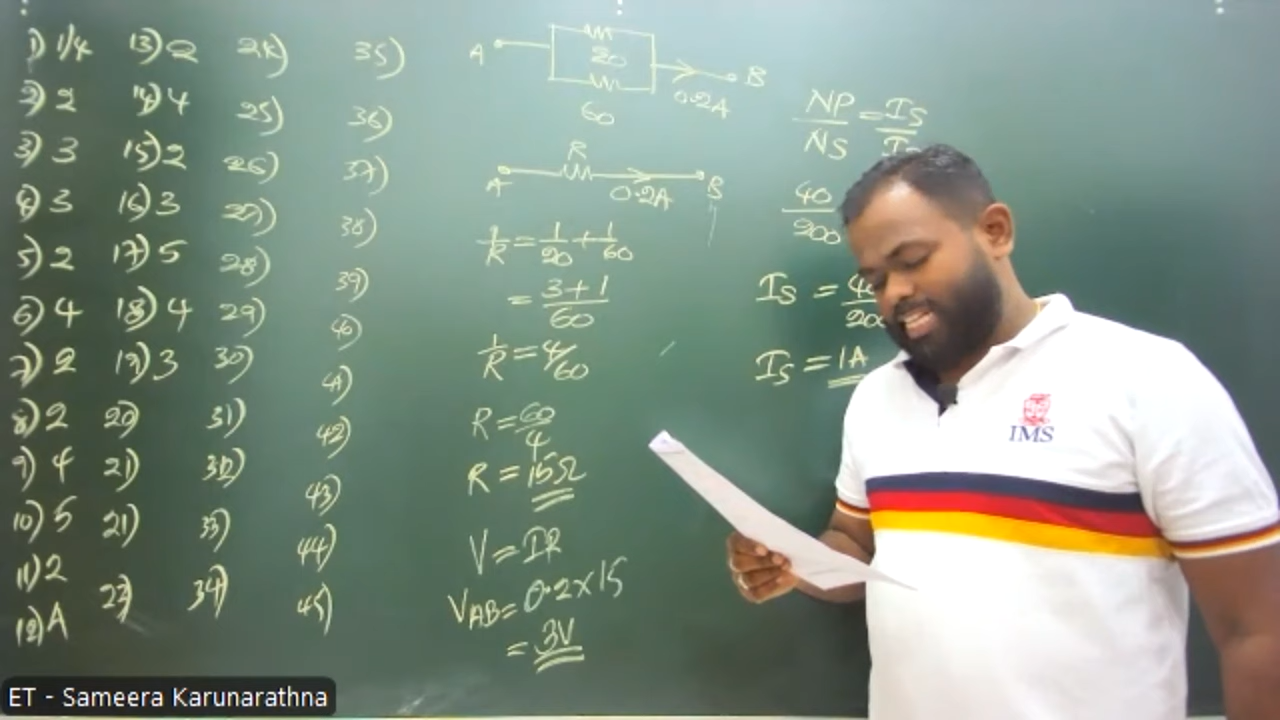 1) 1/4 13) 2 24) 35)
2) 2 14) 4 25) 36)
3) 3 15) 2 26) 37)
4) 3 16) 3 27) 38)
5) 2 17) 5 28) 39)
6) 4 18) 4 29) 40)
7) 2 19) 3 30) 41)
8) 2 20) 31) 42)
9) 4 21) 32) 43)
10) 5 21) 33) 44)
11) 2 23) 34) 45)
12) A
A 20 B
60 0.2A
R
A 0.2A B
1/R = 1/20 + 1/60
= 3+1/60
1/R = 4/60
R = 60/4
R = 15Ω
V = IR
VAB = 0.2 × 15
= 3V
NP/NS = IS/
40/200
IS =
IS = 1A
IMS
ET - Sameera Karunarathna